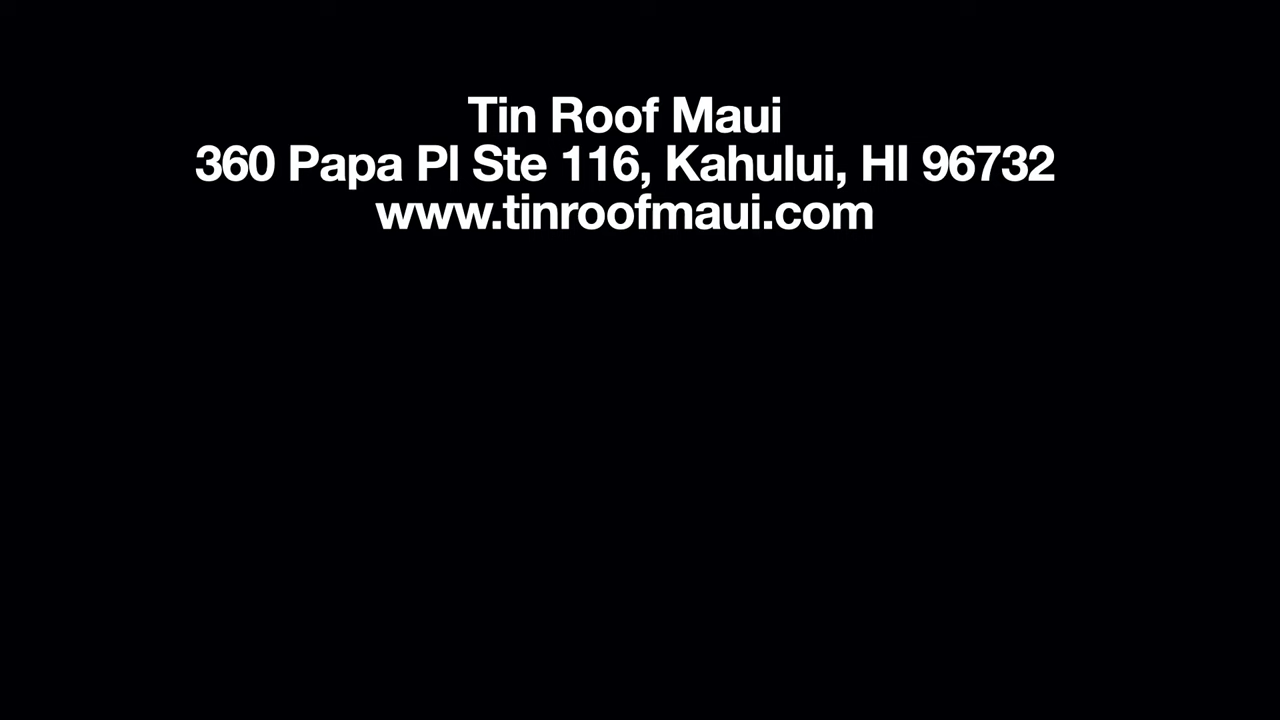 Tin Roof Maui
360 Papa Pl Ste 116, Kahului, HI 96732
www.tinroofmaui.com